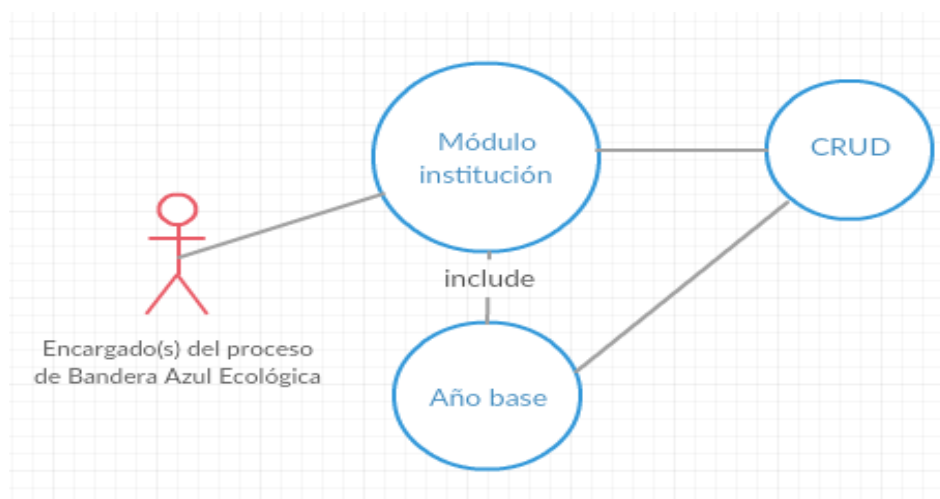 Módulo
institución
CRUD
include
Encargado(s) del proceso
de Bandera Azul Ecológica
Año base